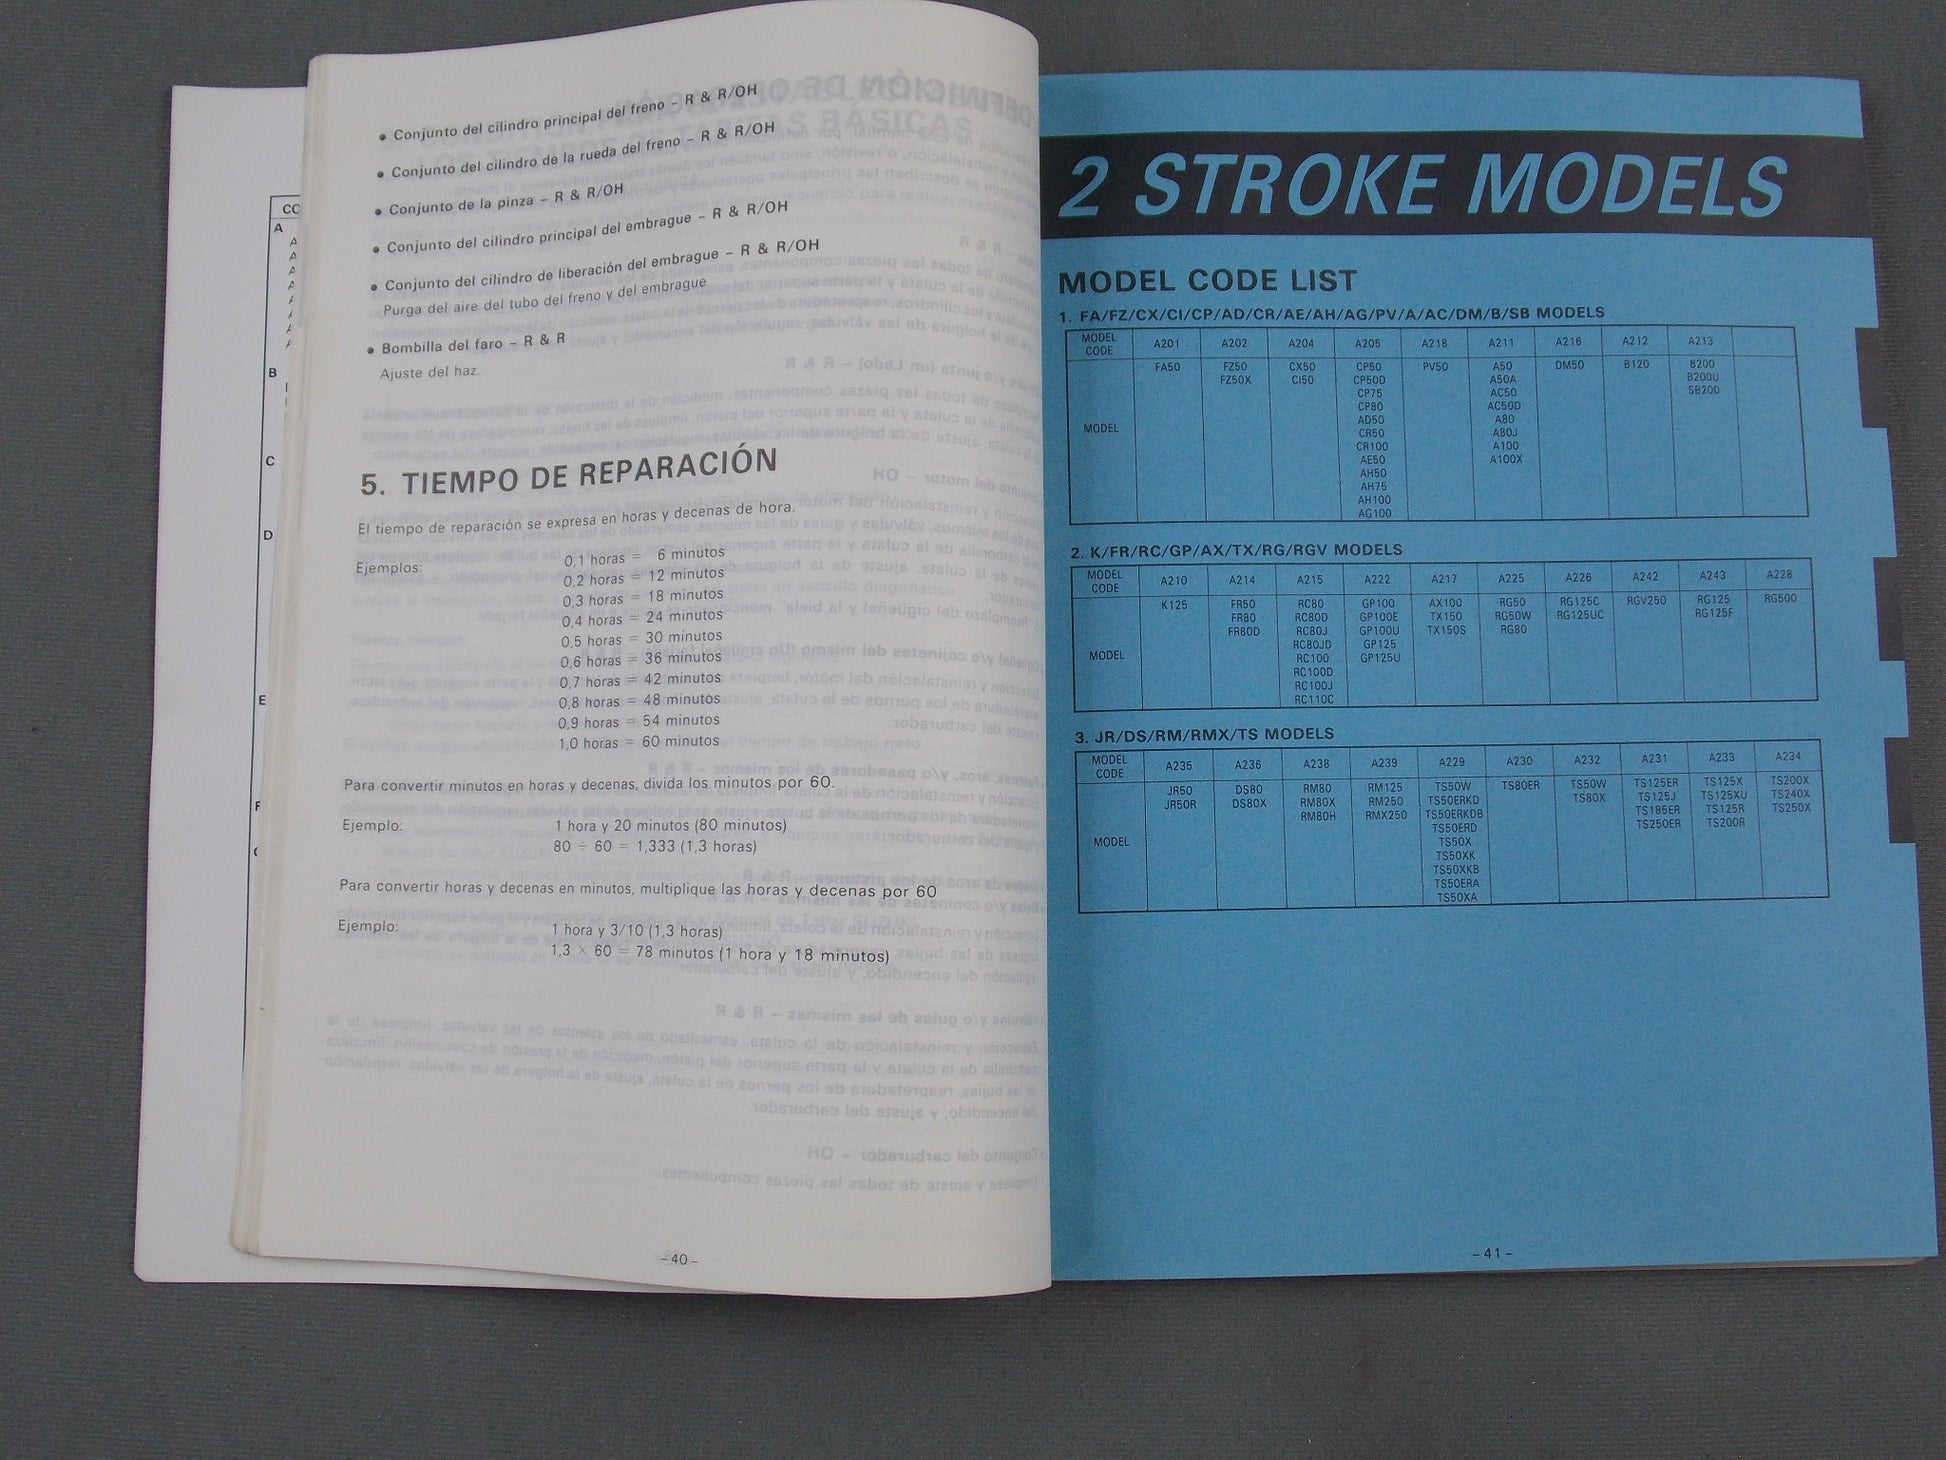 CO
A
B
C
D
E
F
• Conjunto del cilindro principal del freno – R & R/OH
• Conjunto del cilindro de la rueda del freno – R & R/OH
• Conjunto de la pinza – R & R/OH
• Conjunto del cilindro principal del embrague – R & R/OH
• Conjunto del cilindro de liberación del embrague – R & R/OH
Purga del aire del tubo del freno y del embrague
• Bombilla del faro – R & R
Ajuste del haz.
5. TIEMPO DE REPARACIÓN
El tiempo de reparación se expresa en horas y decenas de hora.
Ejemplos: 0,1 horas = 6 minutos
0,2 horas = 12 minutos
0,3 horas = 18 minutos
0,4 horas = 24 minutos
0,5 horas = 30 minutos
0,6 horas = 36 minutos
0,7 horas = 42 minutos
0,8 horas = 48 minutos
0,9 horas = 54 minutos
1,0 horas = 60 minutos
Para convertir minutos en horas y decenas, divida los minutos por 60.
Ejemplo: 1 hora y 20 minutos (80 minutos)
80 ÷ 60 = 1,333 (1,3 horas)
Para convertir horas y decenas en minutos, multiplique las horas y decenas por 60
Ejemplo: 1 hora y 3/10 (1,3 horas)
1,3 × 60 = 78 minutos (1 hora y 18 minutos)
– 40 –
2 STROKE MODELS
MODEL CODE LIST
1. FA/FZ/CX/CI/CP/AD/CR/AE/AH/AG/PV/A/AC/DM/B/SB MODELS
MODEL CODE A201 A202 A204 A205 A218 A211 A216 A212 A213
FA50 FZ50 CX50 CP50 PV50 A50 DM50 B120 B200
FZ50X CI50 CP50D A50A B200U
CP75 AC50 SB200
CP80 AC50D
MODEL AD50 A80
CR50 A80J
CR100 A100
AE50 A100X
AH50
AH75
AH100
AG100
2. K/FR/RC/GP/AX/TX/RG/RGV MODELS
MODEL CODE A210 A214 A215 A222 A217 A225 A226 A242 A243 A228
K125 FR50 RC80 GP100 AX100 RG50 RG125C RGV250 RG125 RG500
FR80 RC80D GP100E TX150 RG50W RG125UC RG125F
FR80D RC80J GP100U TX150S RG80
RC80JD GP125
MODEL RC100 GP125U
RC100D
RC100J
RC110C
3. JR/DS/RM/RMX/TS MODELS
MODEL CODE A235 A236 A238 A239 A229 A230 A232 A231 A233 A234
JR50 DS80 RM80 RM125 TS50W TS80ER TS50W TS125ER TS125X TS200X
JR50R DS80X RM80X RM250 TS50ERKD TS80X TS125J TS125XU TS240X
RM80H RMX250 TS50ERKDB TS185ER TS125R TS250X
TS50ERD TS250ER TS200R
MODEL TS50X
TS50XK
TS50XKB
TS50ERA
TS50XA
– 41 –